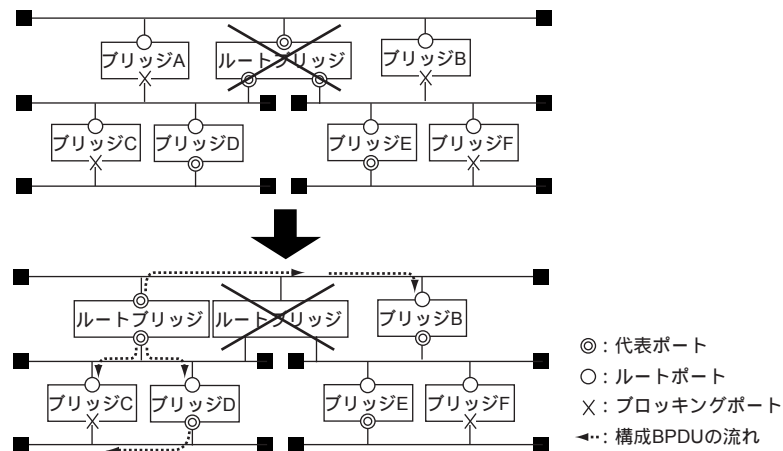 ブリッジA ルートブリッジ ブリッジB
ブリッジC ブリッジD ブリッジE ブリッジF
ルートブリッジ ルートブリッジ ブリッジB
ブリッジC ブリッジD ブリッジE ブリッジF
◎：代表ポート
○：ルートポート
×：ブロッキングポート
：構成BPDUの流れ